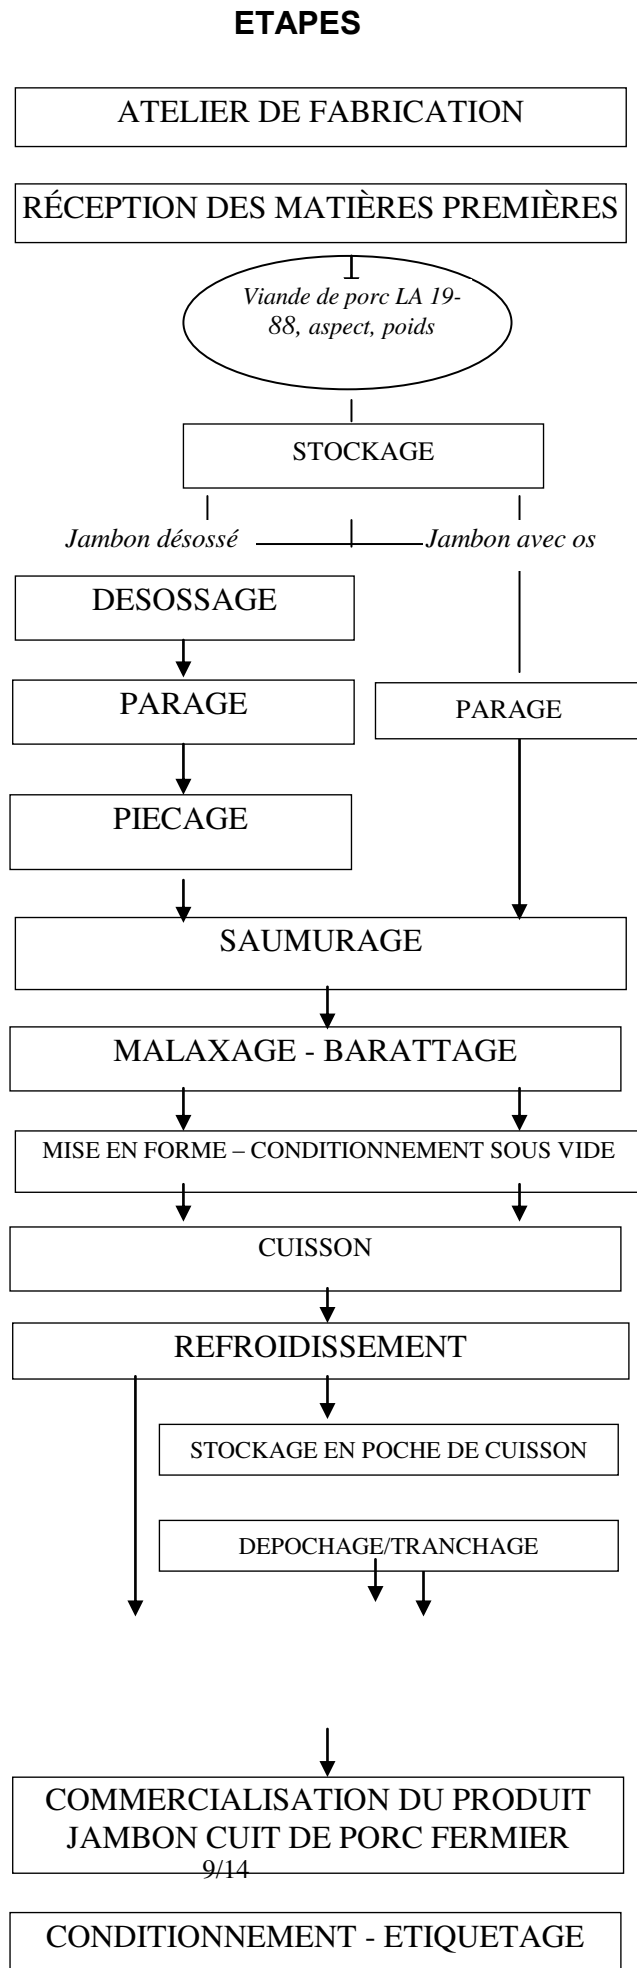 ETAPES
ATELIER DE FABRICATION
RÉCEPTION DES MATIÈRES PREMIÈRES
Viande de porc LA 19-
88, aspect, poids
STOCKAGE
Jambon désossé
Jambon avec os
DESOSSAGE
PARAGE
PARAGE
PIECAGE
SAUMURAGE
MALAXAGE - BARATTAGE
MISE EN FORME – CONDITIONNEMENT SOUS VIDE
CUISSON
REFROIDISSEMENT
STOCKAGE EN POCHE DE CUISSON
DEPOCHAGE/TRANCHAGE
COMMERCIALISATION DU PRODUIT
JAMBON CUIT DE PORC FERMIER
9/14
CONDITIONNEMENT - ETIQUETAGE